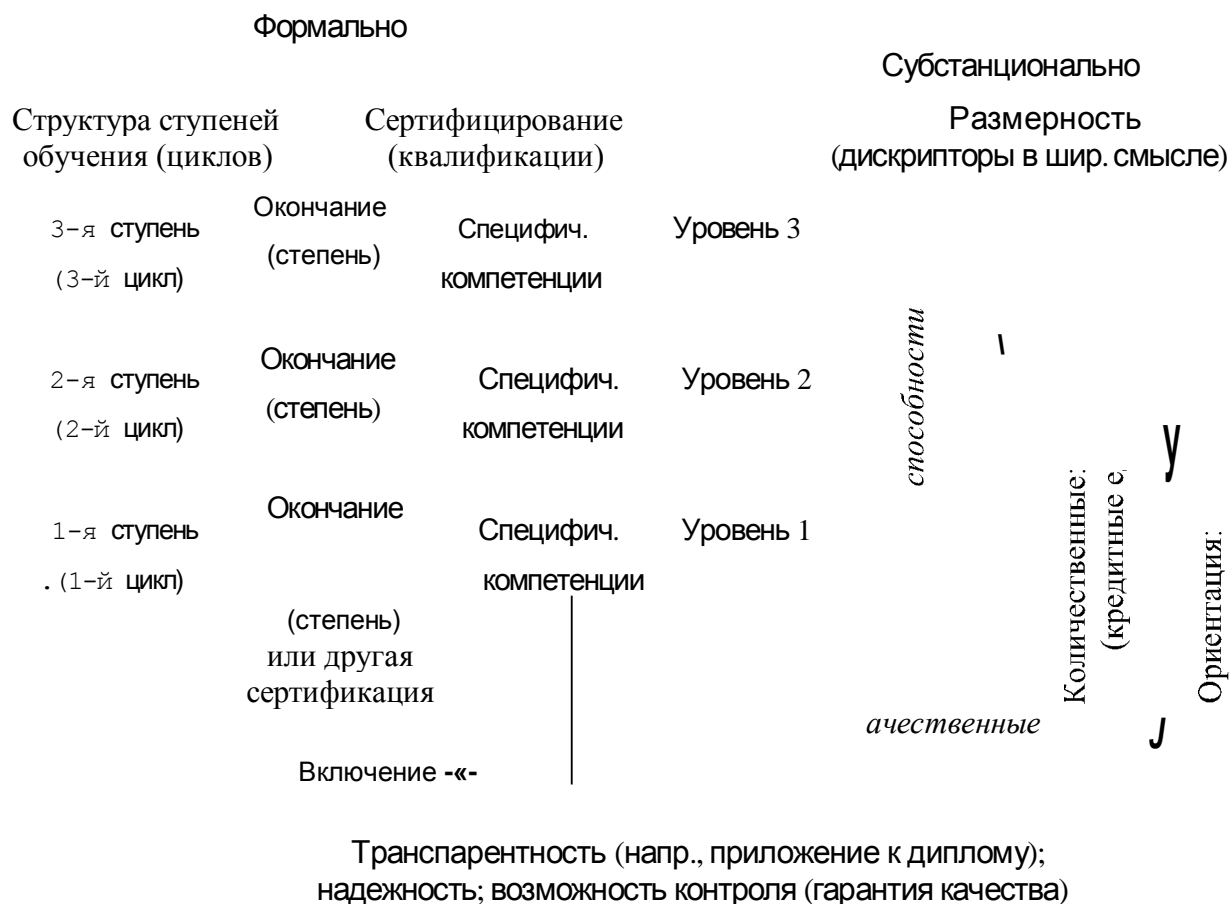 Формально
Субстанционально
Структура ступеней обучения (циклов)
Сертифицирование (квалификации)
Размерность
(дискрипторы в шир. смысле)
3-я ступень
(3-й цикл)
Окончание
(степень)
Специфич.
компетенции
Уровень 3
2-я ступень
(2-й цикл)
Окончание
(степень)
Специфич.
компетенции
Уровень 2
1-я ступень
.(1-й цикл)
Окончание
Специфич.
компетенции
Уровень 1
(степень)
или другая
сертификация
способности
Количественные:
(кредитные е
Ориентация:
ачественные
Включение -«-
Транспарентность (напр., приложение к диплому);
надежность; возможность контроля (гарантия качества)